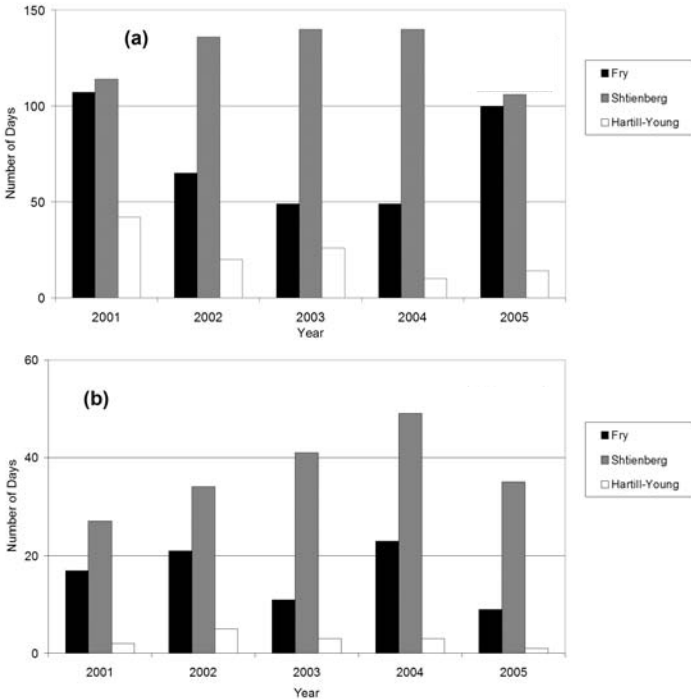 (a)
150
100
50
0
Number of Days
2001 2002 2003 2004 2005
Year
Fry
Shtienberg
Hartill-Young
(b)
60
40
20
0
Number of Days
2001 2002 2003 2004 2005
Year
Fry
Shtienberg
Hartill-Young